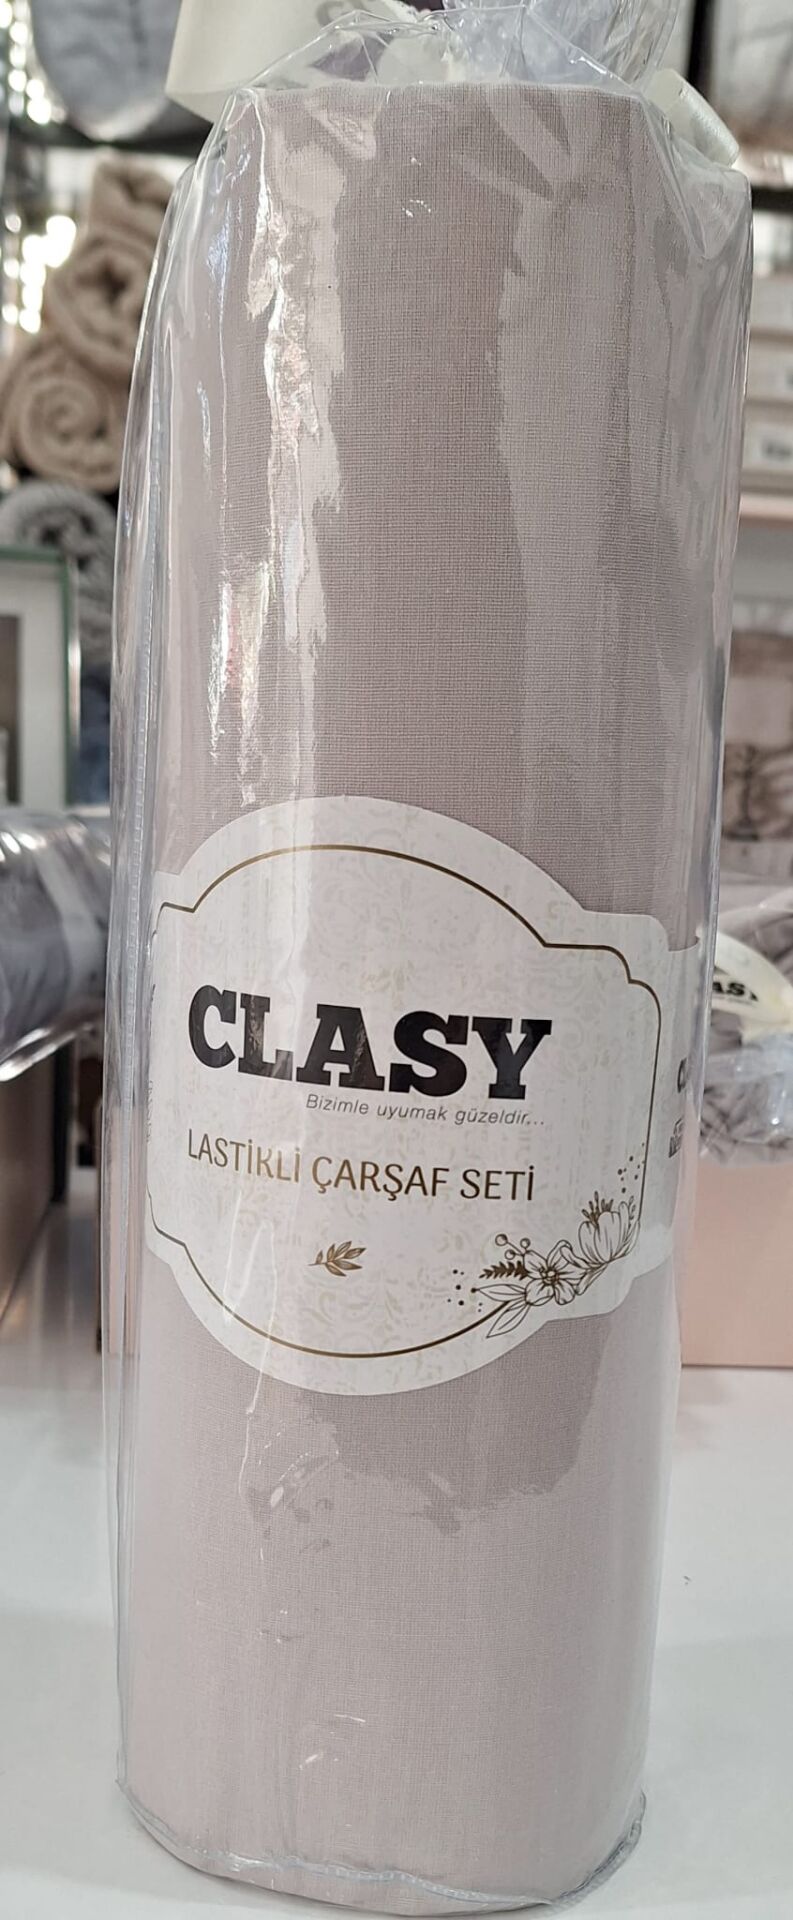 CLASY
Bizimle uyumak güzeldir...
LASTİKLİ ÇARŞAF SETİ